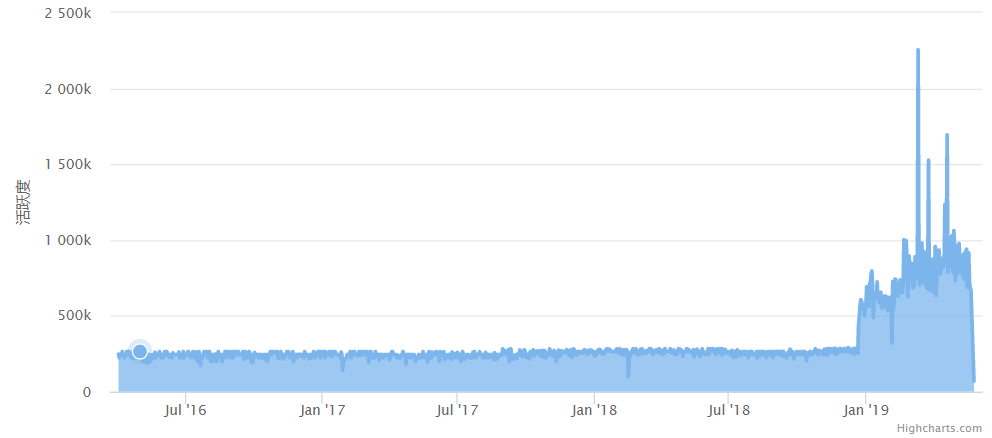 2 500k
2 000k
1 500k
1 000k
500k
0
活跃度
Jul '16
Jan '17
Jul '17
Jan '18
Jul '18
Jan '19
Highcharts.com